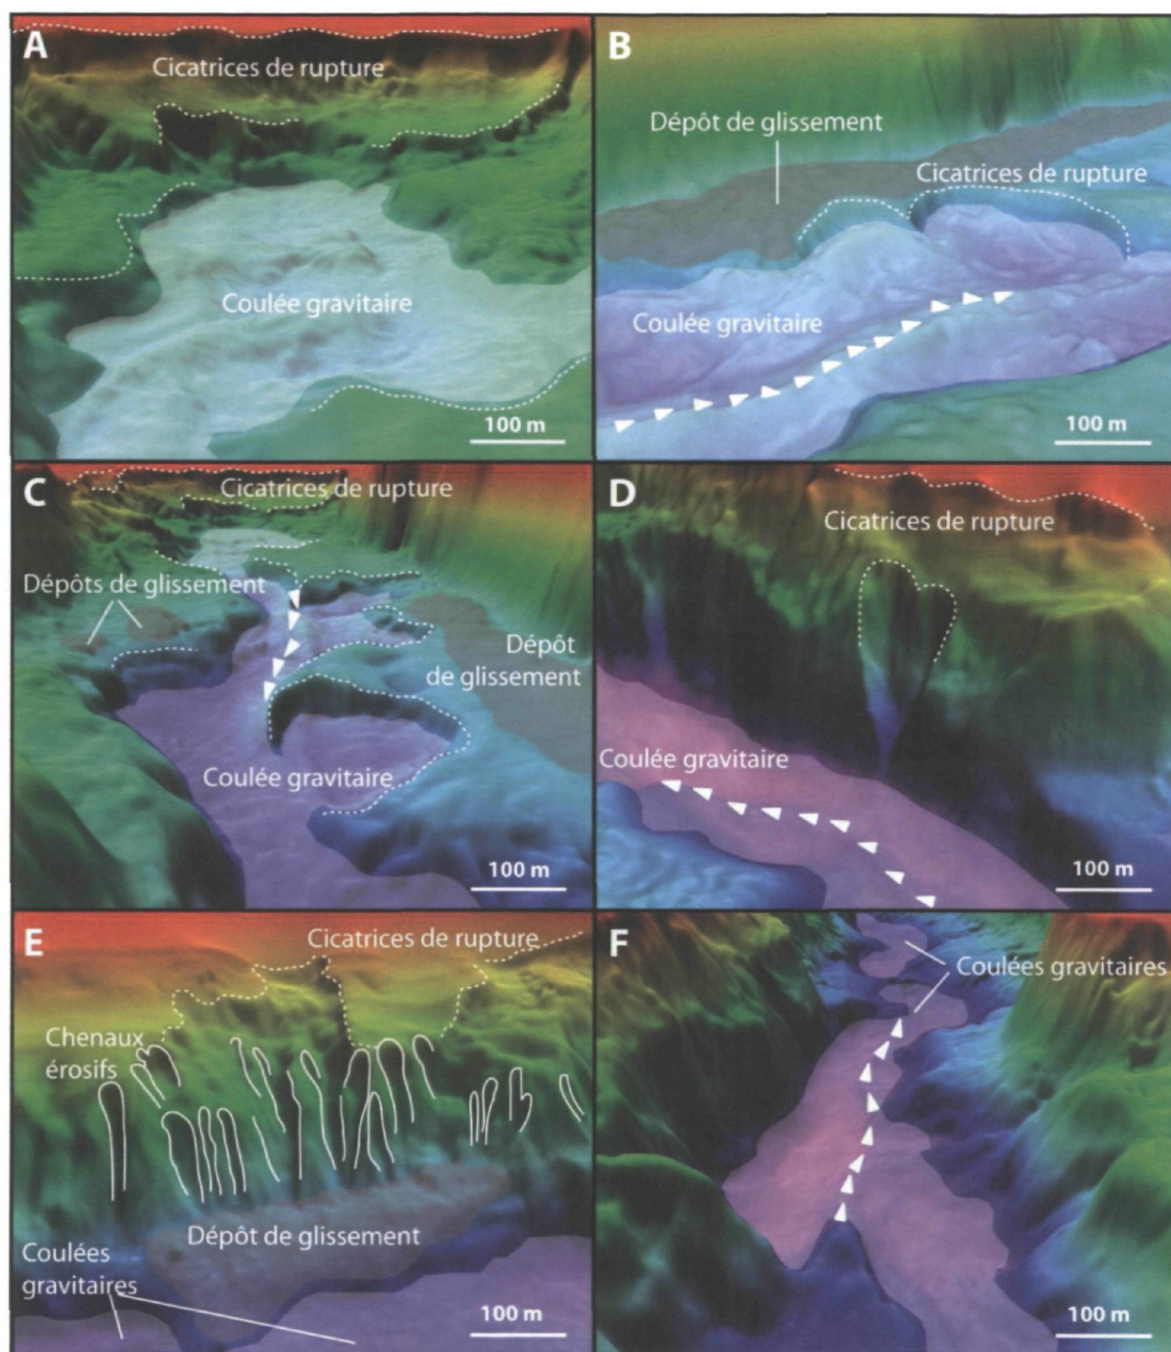 A
Cicatrices de rupture
Coulée gravitaire
100 m
B
Dépôt de glissement
Cicatrices de rupture
Coulée gravitaire
100 m
C
Cicatrices de rupture
Dépôts de glissement
Dépôt
de glissement
Coulée gravitaire
100 m
D
Cicatrices de rupture
Coulée gravitaire
100 m
E
Cicatrices de rupture
Chenaux
érosifs
Dépôt de glissement
Coulées
gravitaires
100 m
F
Coulées gravitaires
100 m